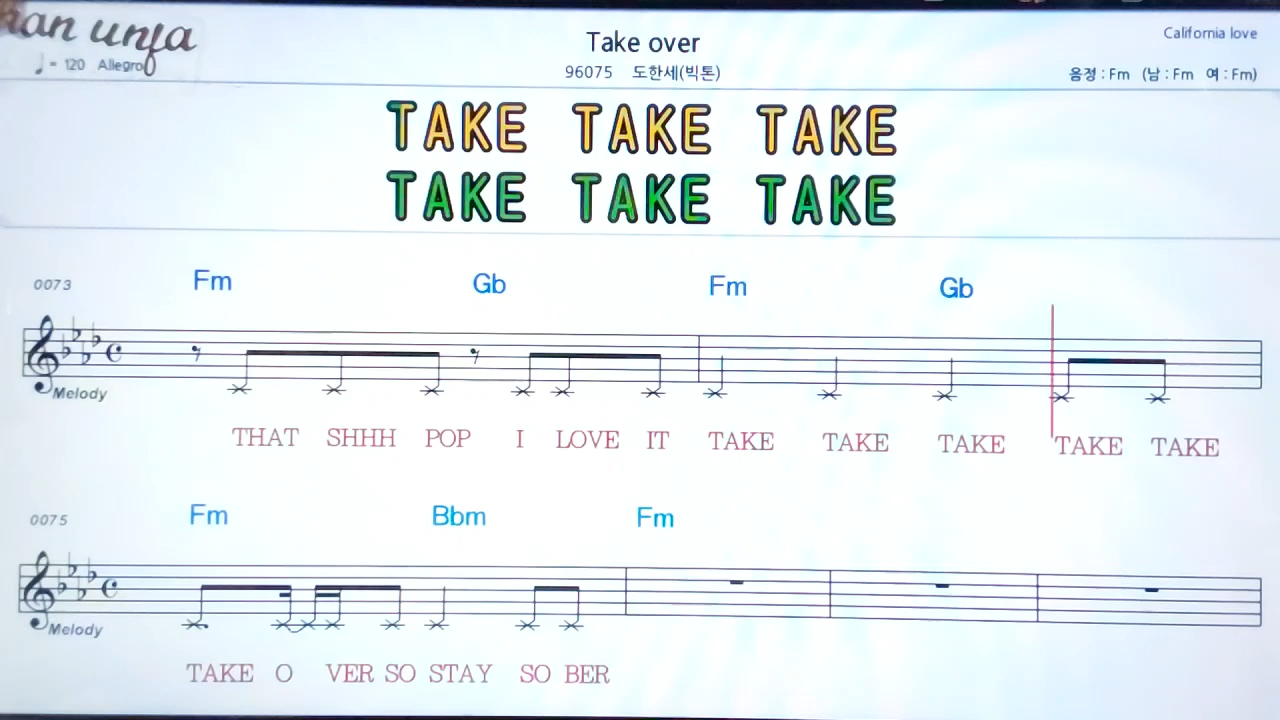 Take over
California love
♩= 120 Allegro
96075 도한세(빅톤)
음정 : Fm (남 : Fm 여 : Fm)
TAKE TAKE TAKE
TAKE TAKE TAKE
0073 Fm Gb Fm Gb
Melody
THAT SHHH POP I LOVE IT TAKE TAKE TAKE TAKE TAKE
0075 Fm Bbm Fm
Melody
TAKE O VER SO STAY SO BER